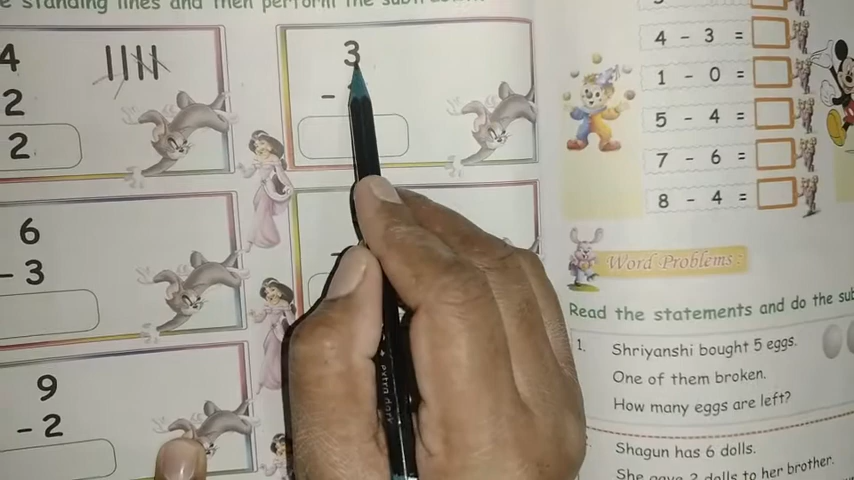 standing lines and then perform the
4
2
2
3
-
6
- 3
9
- 2
4 - 3 =
1 - 0 =
5 - 4 =
7 - 6 =
8 - 4 =
Word Problems :
Read the statements and do the
1. Shriyanshi bought 5 eggs.
One of them broken.
How many eggs are left?
Shagun has 6 dolls.
She gave 2 dolls to her brother.